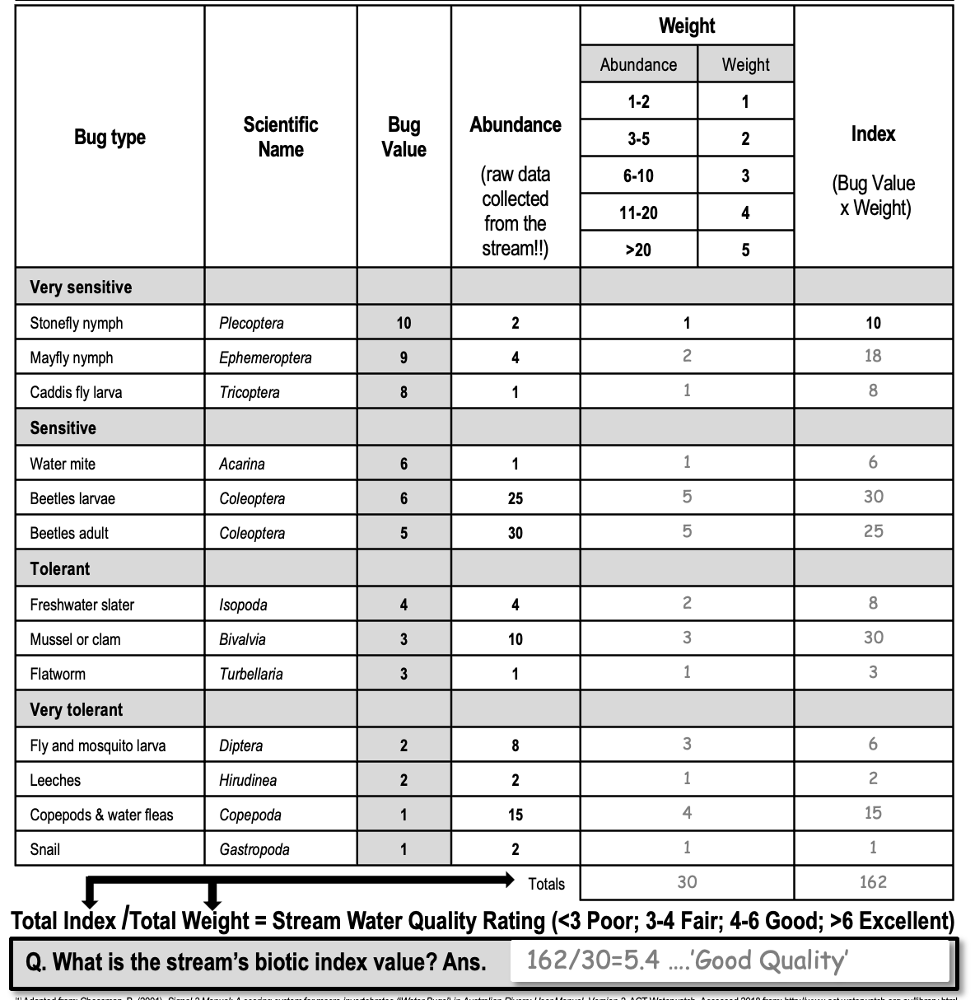 Weight
Abundance Weight
1-2 1
3-5 2
6-10 3
11-20 4
>20 5
Bug type
Scientific
Name
Bug
Value
Abundance
(raw data
collected
from the
stream!!)
Index
(Bug Value
x Weight)
Very sensitive
Stonefly nymph Plecoptera 10 2 1 10
Mayfly nymph Ephemeroptera 9 4 2 18
Caddis fly larva Tricoptera 8 1 1 8
Sensitive
Water mite Acarina 6 1 1 6
Beetles larvae Coleoptera 6 25 5 30
Beetles adult Coleoptera 5 30 5 25
Tolerant
Freshwater slater Isopoda 4 4 2 8
Mussel or clam Bivalvia 3 10 3 30
Flatworm Turbellaria 3 1 1 3
Very tolerant
Fly and mosquito larva Diptera 2 8 3 6
Leeches Hirudinea 2 2 1 2
Copepods & water fleas Copepoda 1 15 4 15
Snail Gastropoda 1 2 1 1
Totals 30 162
Total Index /Total Weight = Stream Water Quality Rating (<3 Poor; 3-4 Fair; 4-6 Good; >6 Excellent)
Q. What is the stream's biotic index value? Ans. 162/30=5.4 ....'Good Quality'